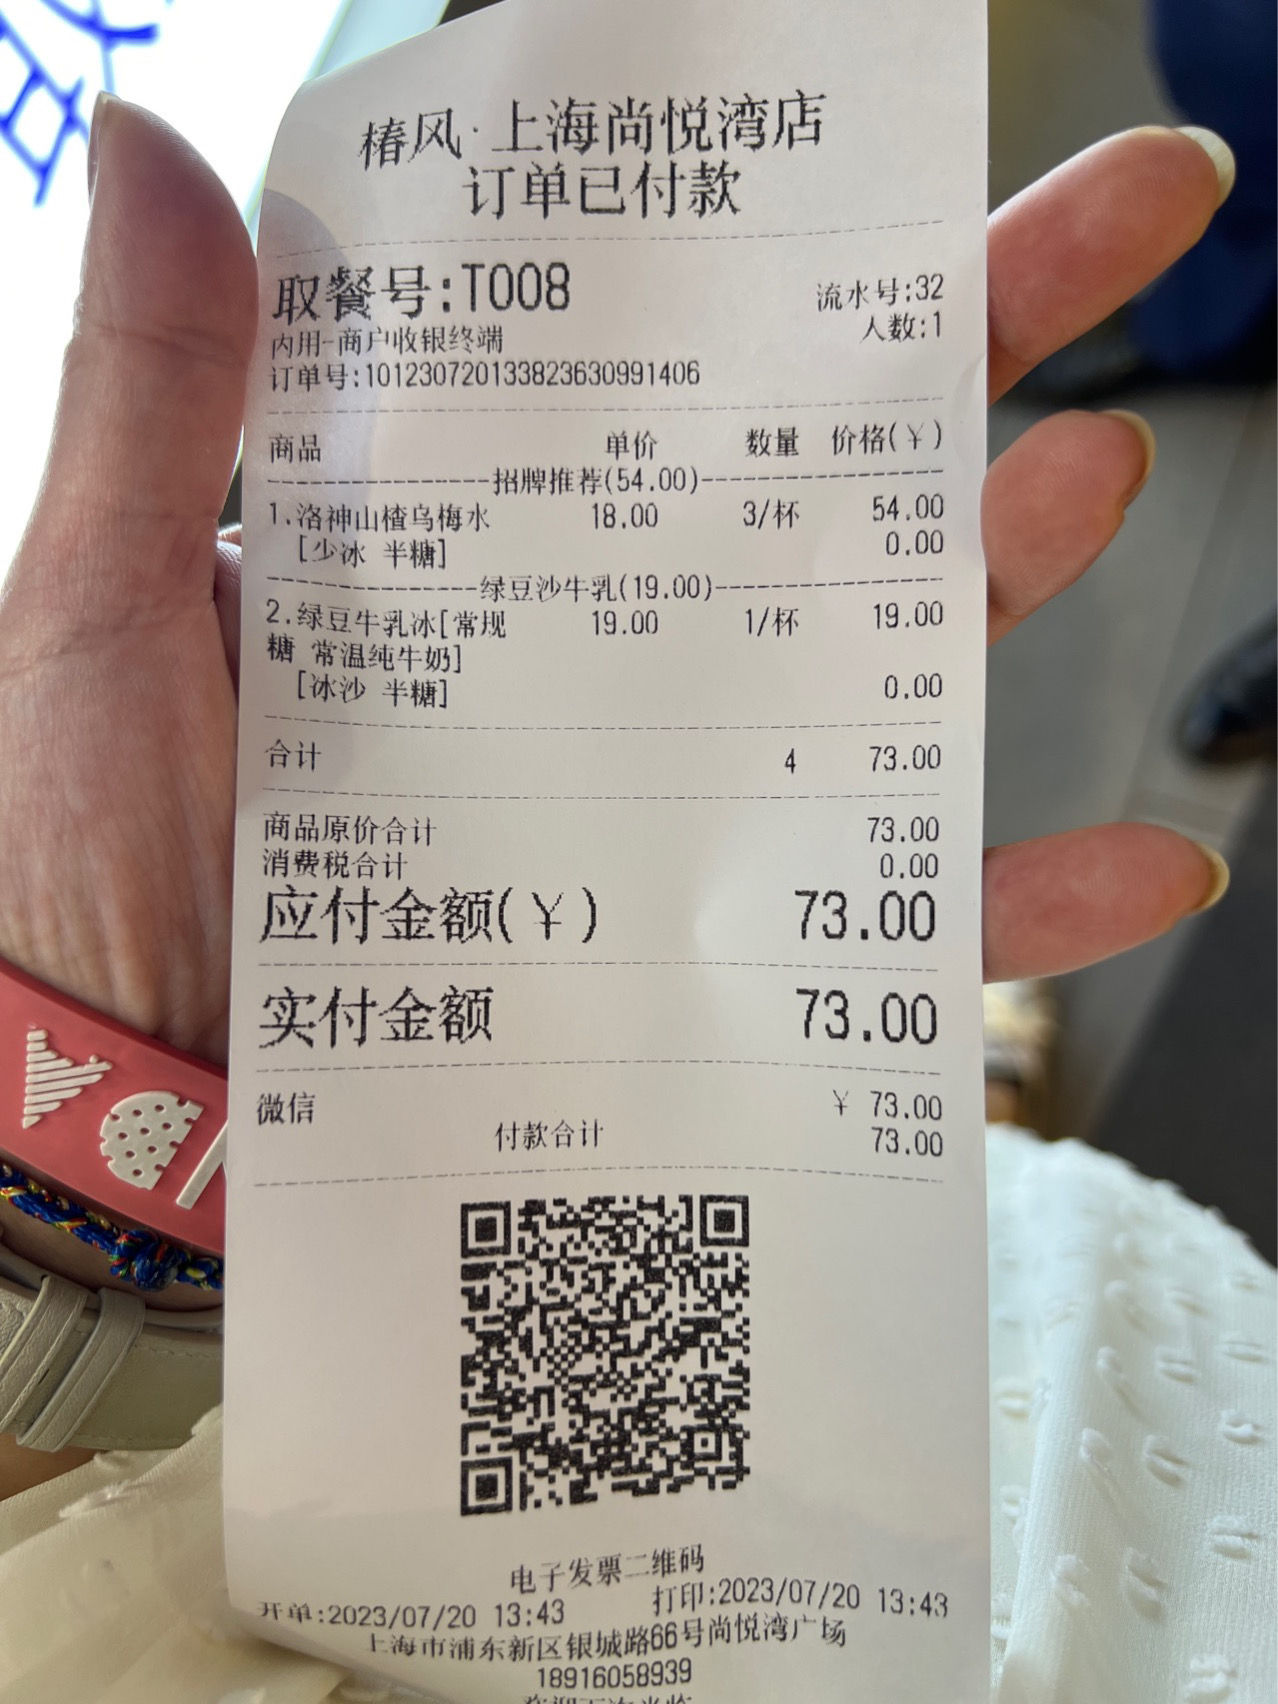 椿风·上海尚悦湾店
订单已付款
取餐号:T008
流水号:32
人数:1
内用-商户收银终端
订单号:101230720133823630991406
商品 单价 数量 价格(¥)
招牌推荐(54.00)
1.洛神山楂乌梅水 18.00 3/杯 54.00
[少冰 半糖] 0.00
绿豆沙牛乳(19.00)
2.绿豆牛乳冰[常规 19.00 1/杯 19.00
糖 常温纯牛奶]
[冰沙 半糖] 0.00
合计 4 73.00
商品原价合计 73.00
消费税合计 0.00
应付金额(¥) 73.00
实付金额 73.00
微信 ¥ 73.00
付款合计 73.00
电子发票二维码
开单:2023/07/20 13:43 打印:2023/07/20 13:43
上海市浦东新区银城路66号尚悦湾广场
18916058939